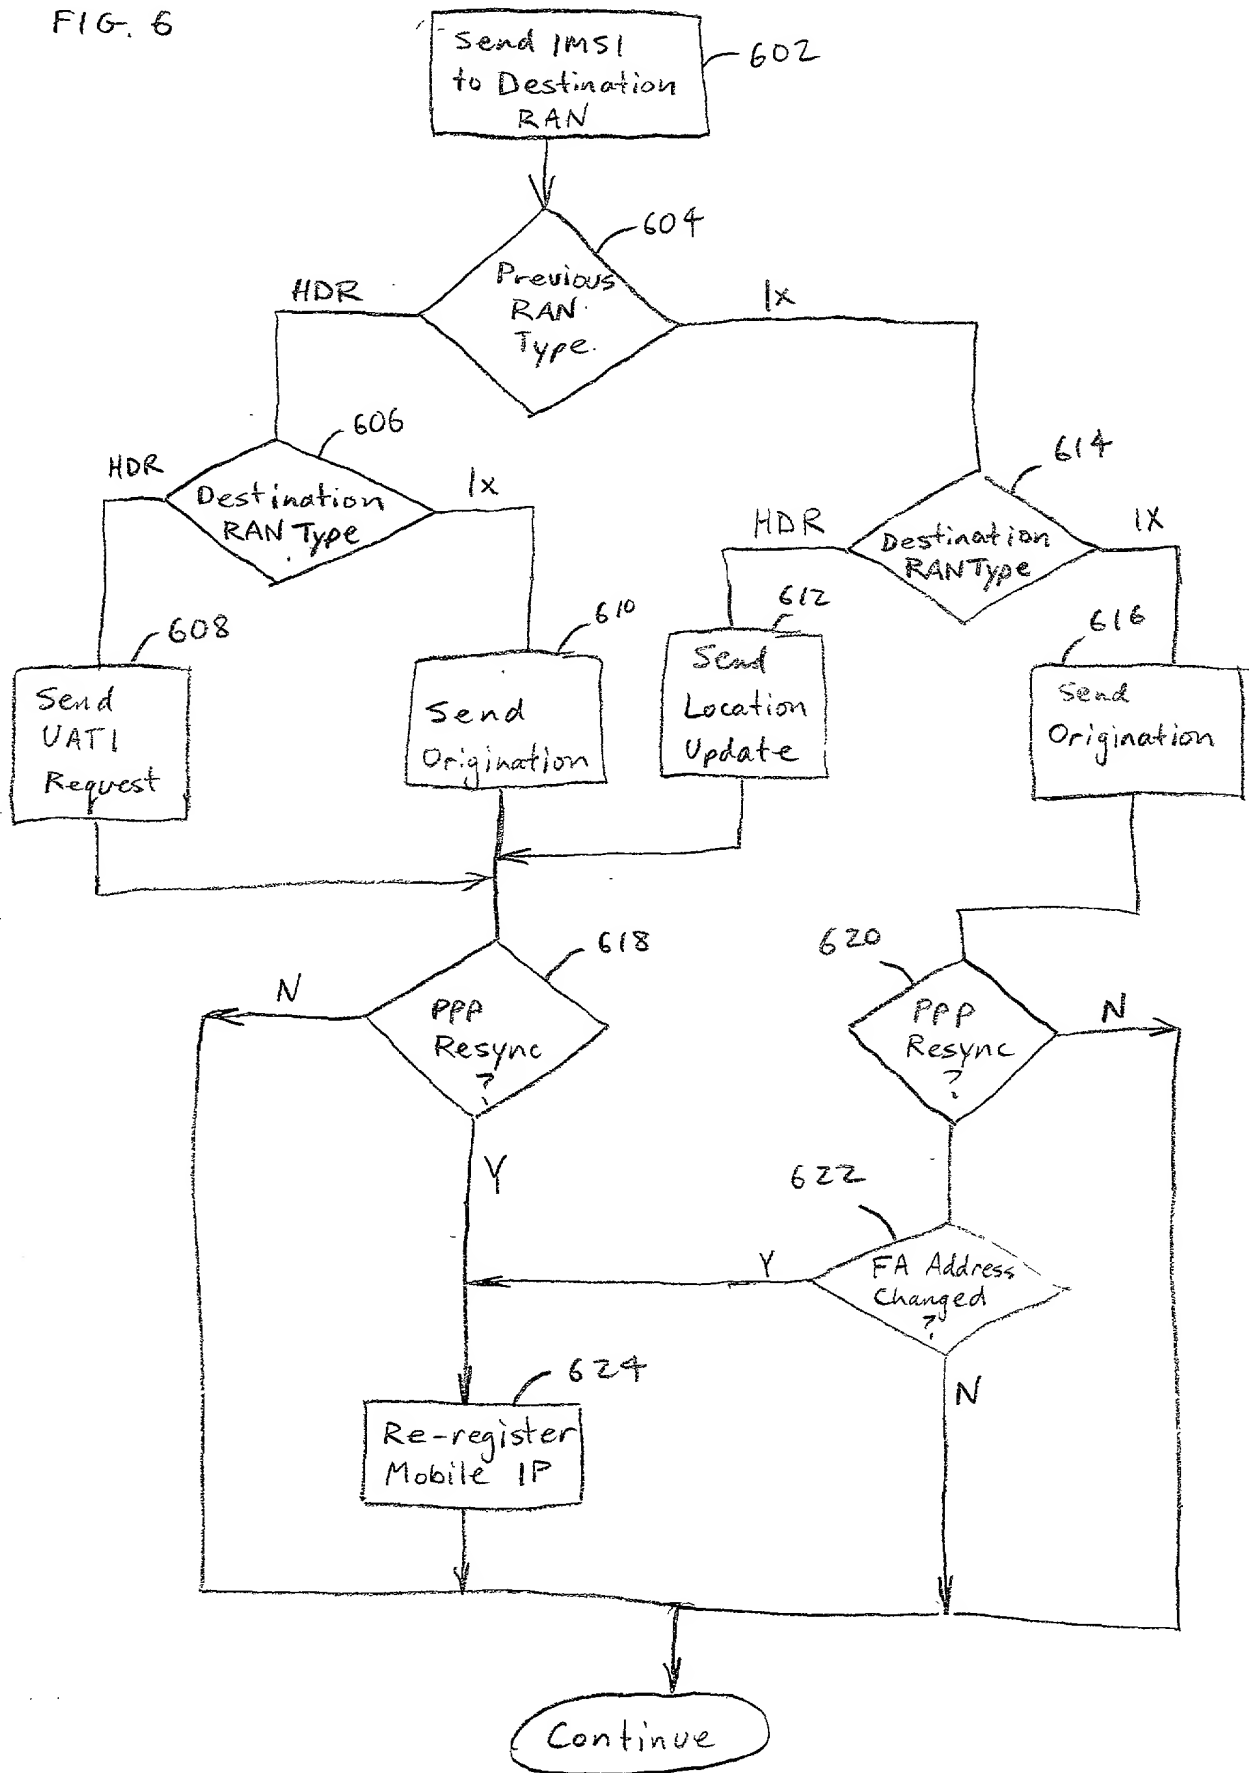 FIG. 6
Send IMSI
to Destination
RAN
602
604
Previous
RAN
Type
HDR
1x
606
HDR
Destination
RAN Type
1x
614
HDR
Destination
RAN Type
1X
608
Send
UATI
Request
610
Send
Origination
612
Send
Location
Update
616
Send
Origination
618
N
PPP
Resync
?
Y
620
PPP
Resync
?
N
622
Y
FA Address
Changed
?
N
624
Re-register
Mobile IP
Continue